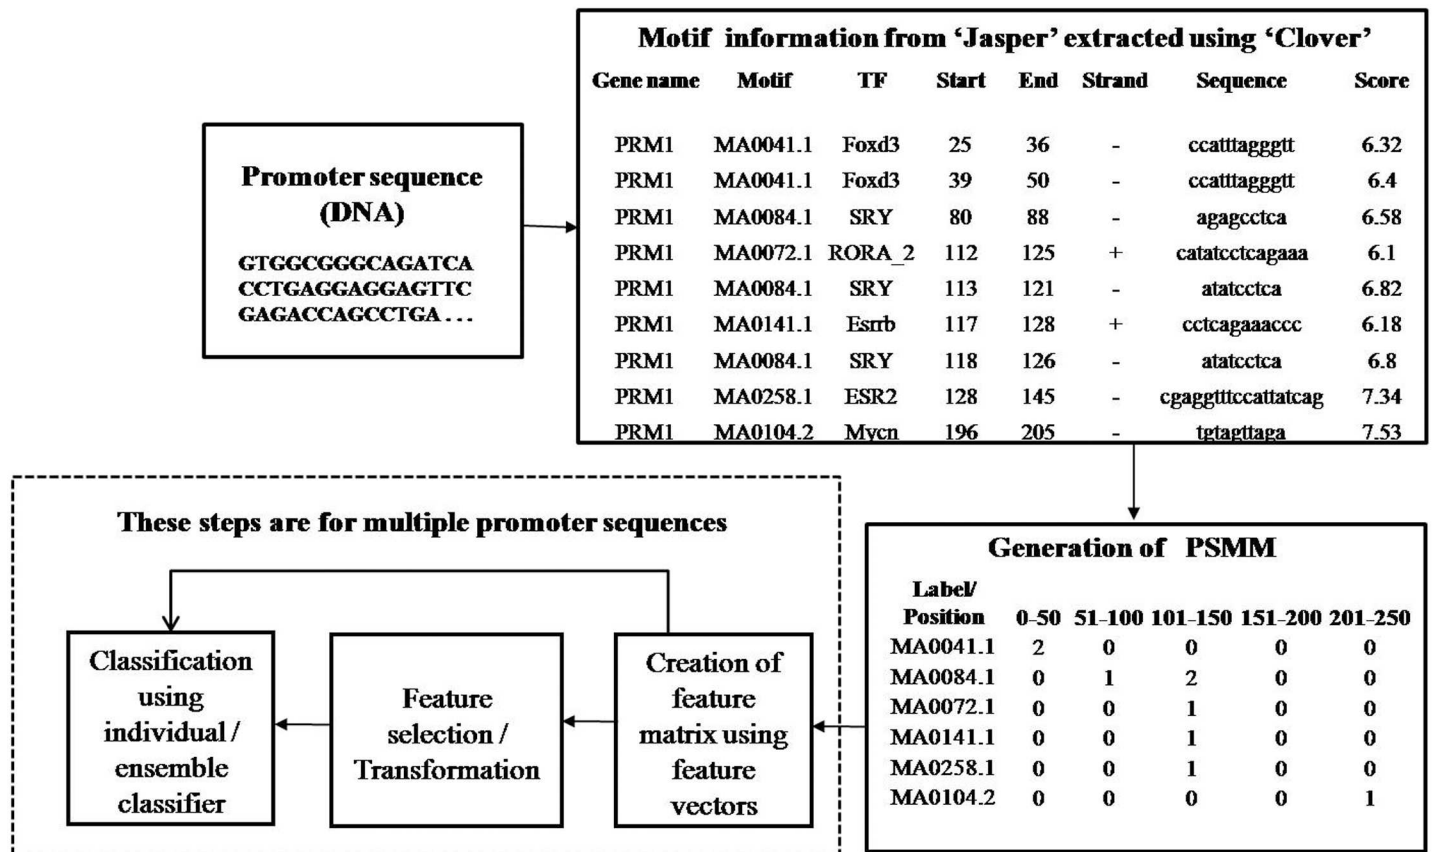 Promoter sequence
(DNA)
GTGGCGGGCAGATCA
CCTGAGGAGGAGTTC
GAGACCAGCCTGA...
Motif information from ‘Jasper’ extracted using ‘Clover’
Gene name Motif TF Start End Strand Sequence Score
PRM1 MA0041.1 Foxd3 25 36 - ccatttagggtt 6.32
PRM1 MA0041.1 Foxd3 39 50 - ccatttagggtt 6.4
PRM1 MA0084.1 SRY 80 88 - agagcctca 6.58
PRM1 MA0072.1 RORA_2 112 125 + catatcctcagaaa 6.1
PRM1 MA0084.1 SRY 113 121 - atatcctca 6.82
PRM1 MA0141.1 Esrrb 117 128 + cctcagaaaccc 6.18
PRM1 MA0084.1 SRY 118 126 - atatcctca 6.8
PRM1 MA0258.1 ESR2 128 145 - cgaggtttccattatcag 7.34
PRM1 MA0104.2 Mycn 196 205 - tgtagttaga 7.53
Generation of PSMM
Label/
Position 0-50 51-100 101-150 151-200 201-250
MA0041.1 2 0 0 0 0
MA0084.1 0 1 2 0 0
MA0072.1 0 0 1 0 0
MA0141.1 0 0 1 0 0
MA0258.1 0 0 1 0 0
MA0104.2 0 0 0 0 1
These steps are for multiple promoter sequences
Classification
using
individual /
ensemble
classifier
Feature
selection /
Transformation
Creation of
feature
matrix using
feature
vectors